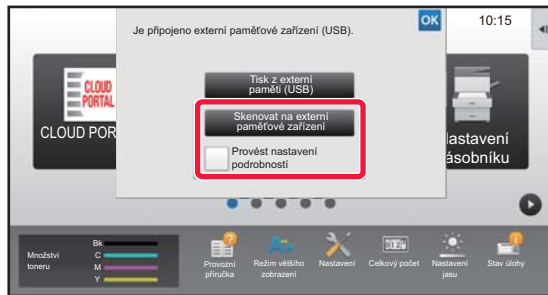 Je připojeno externí paměťové zařízení (USB).
OK
10:15
Tisk z externí
paměti (USB)
Skenovat na externí
paměťové zařízení
Provést nastavení
podrobností
CLOUD
PORTAL
CLOUD POR
lastavení
ásobníku
Množství
toneru
Bk
C
M
Y
Provozní
příručka
Režim většího
zobrazení
Nastavení
Celkový počet
Nastavení
jasu
Stav úlohy